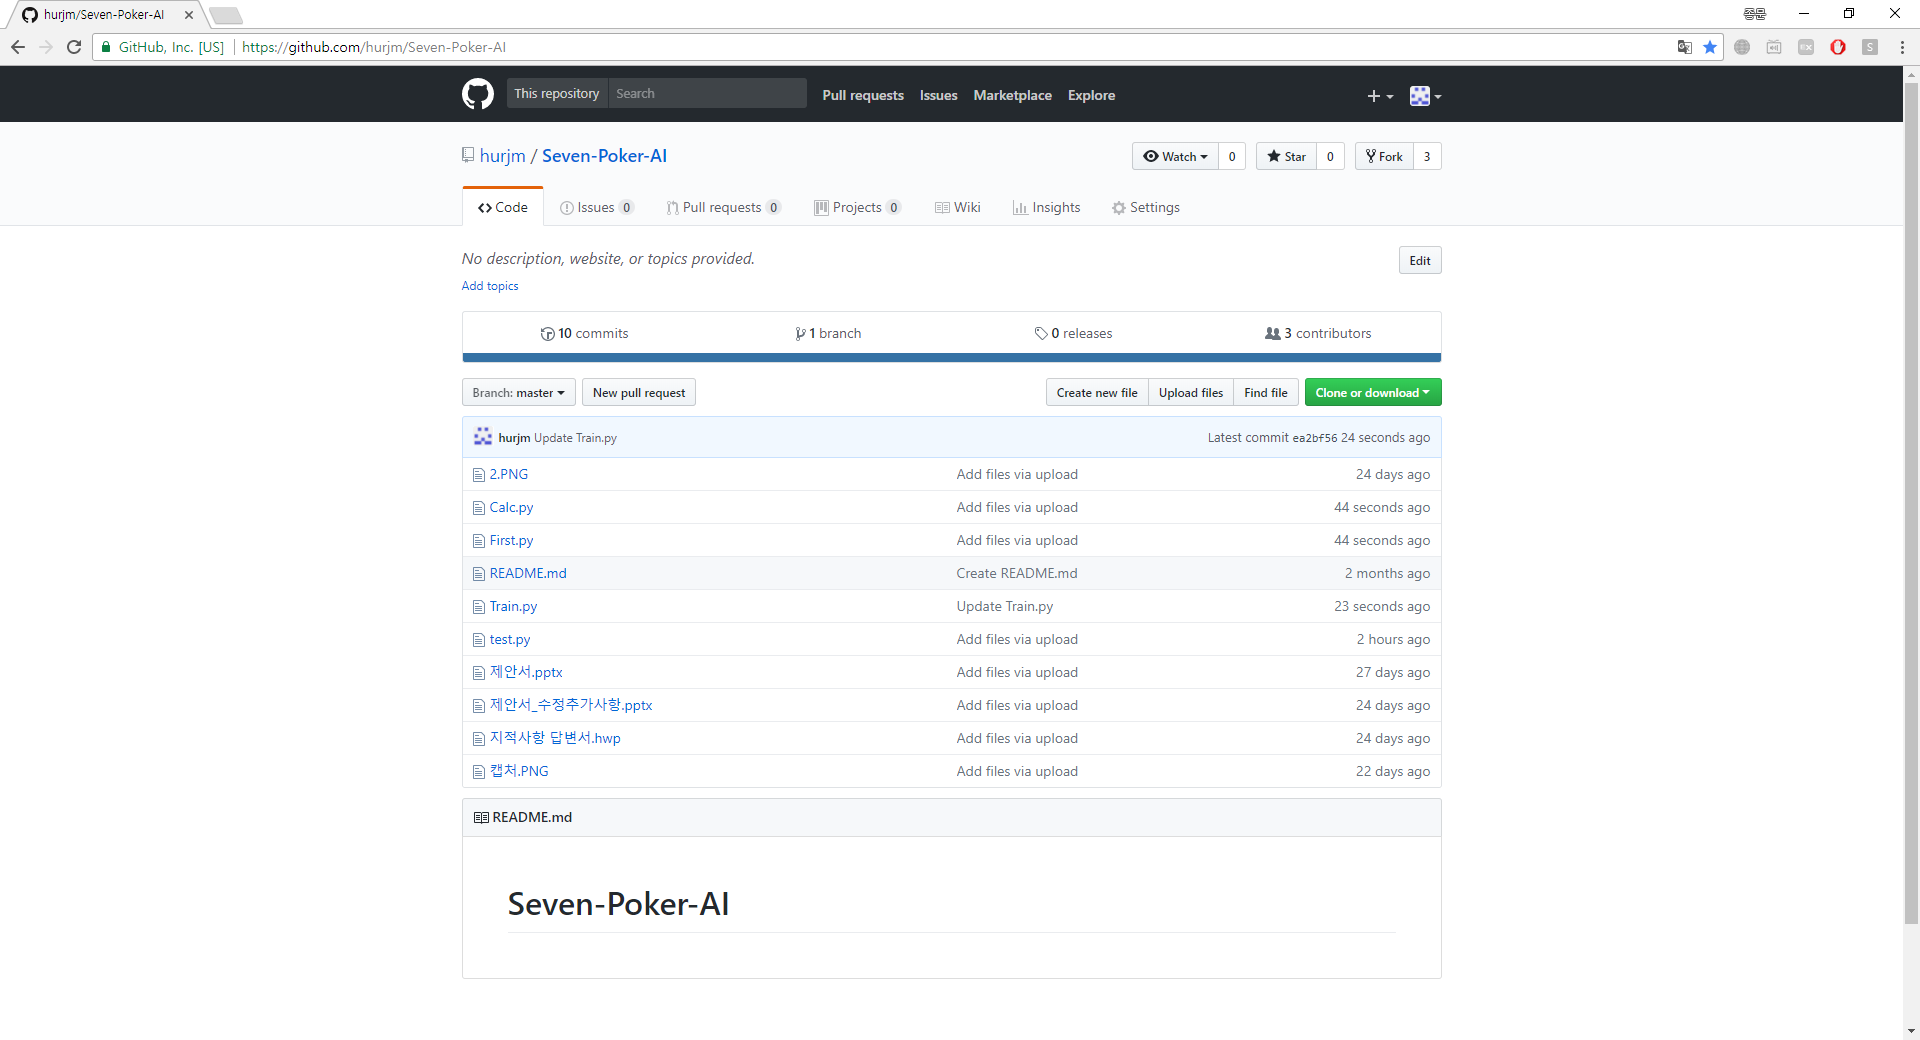 hurjm/Seven-Poker-AI
종문
GitHub, Inc. [US] https://github.com/hurjm/Seven-Poker-AI
This repository Search Pull requests Issues Marketplace Explore
hurjm / Seven-Poker-AI Watch 0 Star 0 Fork 3
Code Issues 0 Pull requests 0 Projects 0 Wiki Insights Settings
No description, website, or topics provided. Edit
Add topics
10 commits 1 branch 0 releases 3 contributors
Branch: master New pull request Create new file Upload files Find file Clone or download
hurjm Update Train.py Latest commit ea2bf56 24 seconds ago
2.PNG Add files via upload 24 days ago
Calc.py Add files via upload 44 seconds ago
First.py Add files via upload 44 seconds ago
README.md Create README.md 2 months ago
Train.py Update Train.py 23 seconds ago
test.py Add files via upload 2 hours ago
제안서.pptx Add files via upload 27 days ago
제안서_수정추가사항.pptx Add files via upload 24 days ago
지적사항 답변서.hwp Add files via upload 24 days ago
캡처.PNG Add files via upload 22 days ago
README.md
Seven-Poker-AI